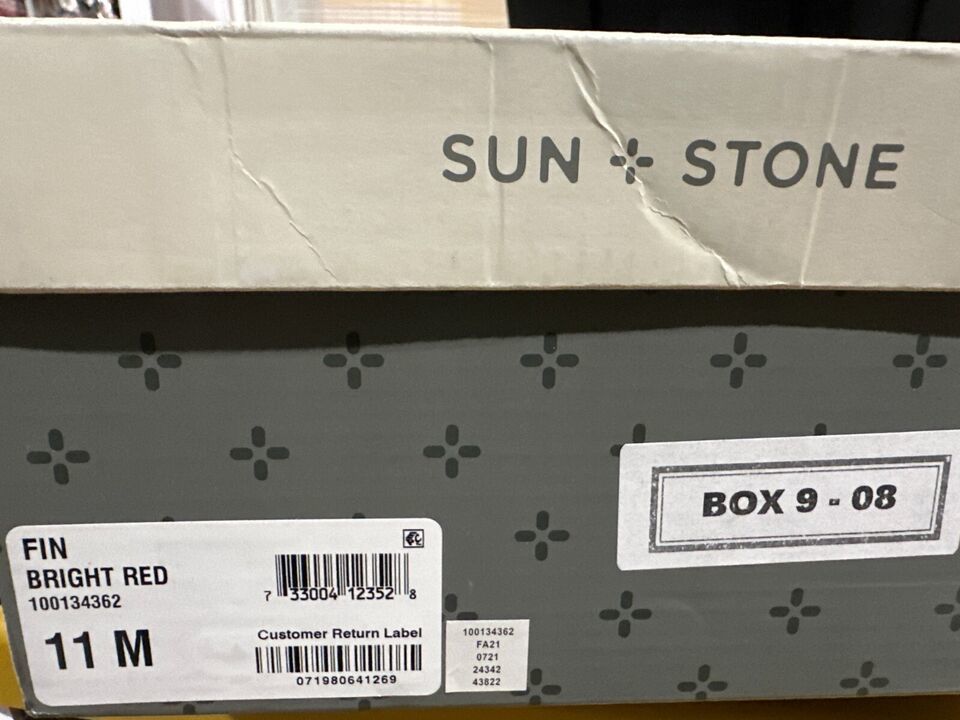 SUN + STONE
BOX 9 - 08
FIN
BRIGHT RED
100134362
11 M
7 33004 12352 8
Customer Return Label
071980641269
100134362
FA21
0721
24342
43822